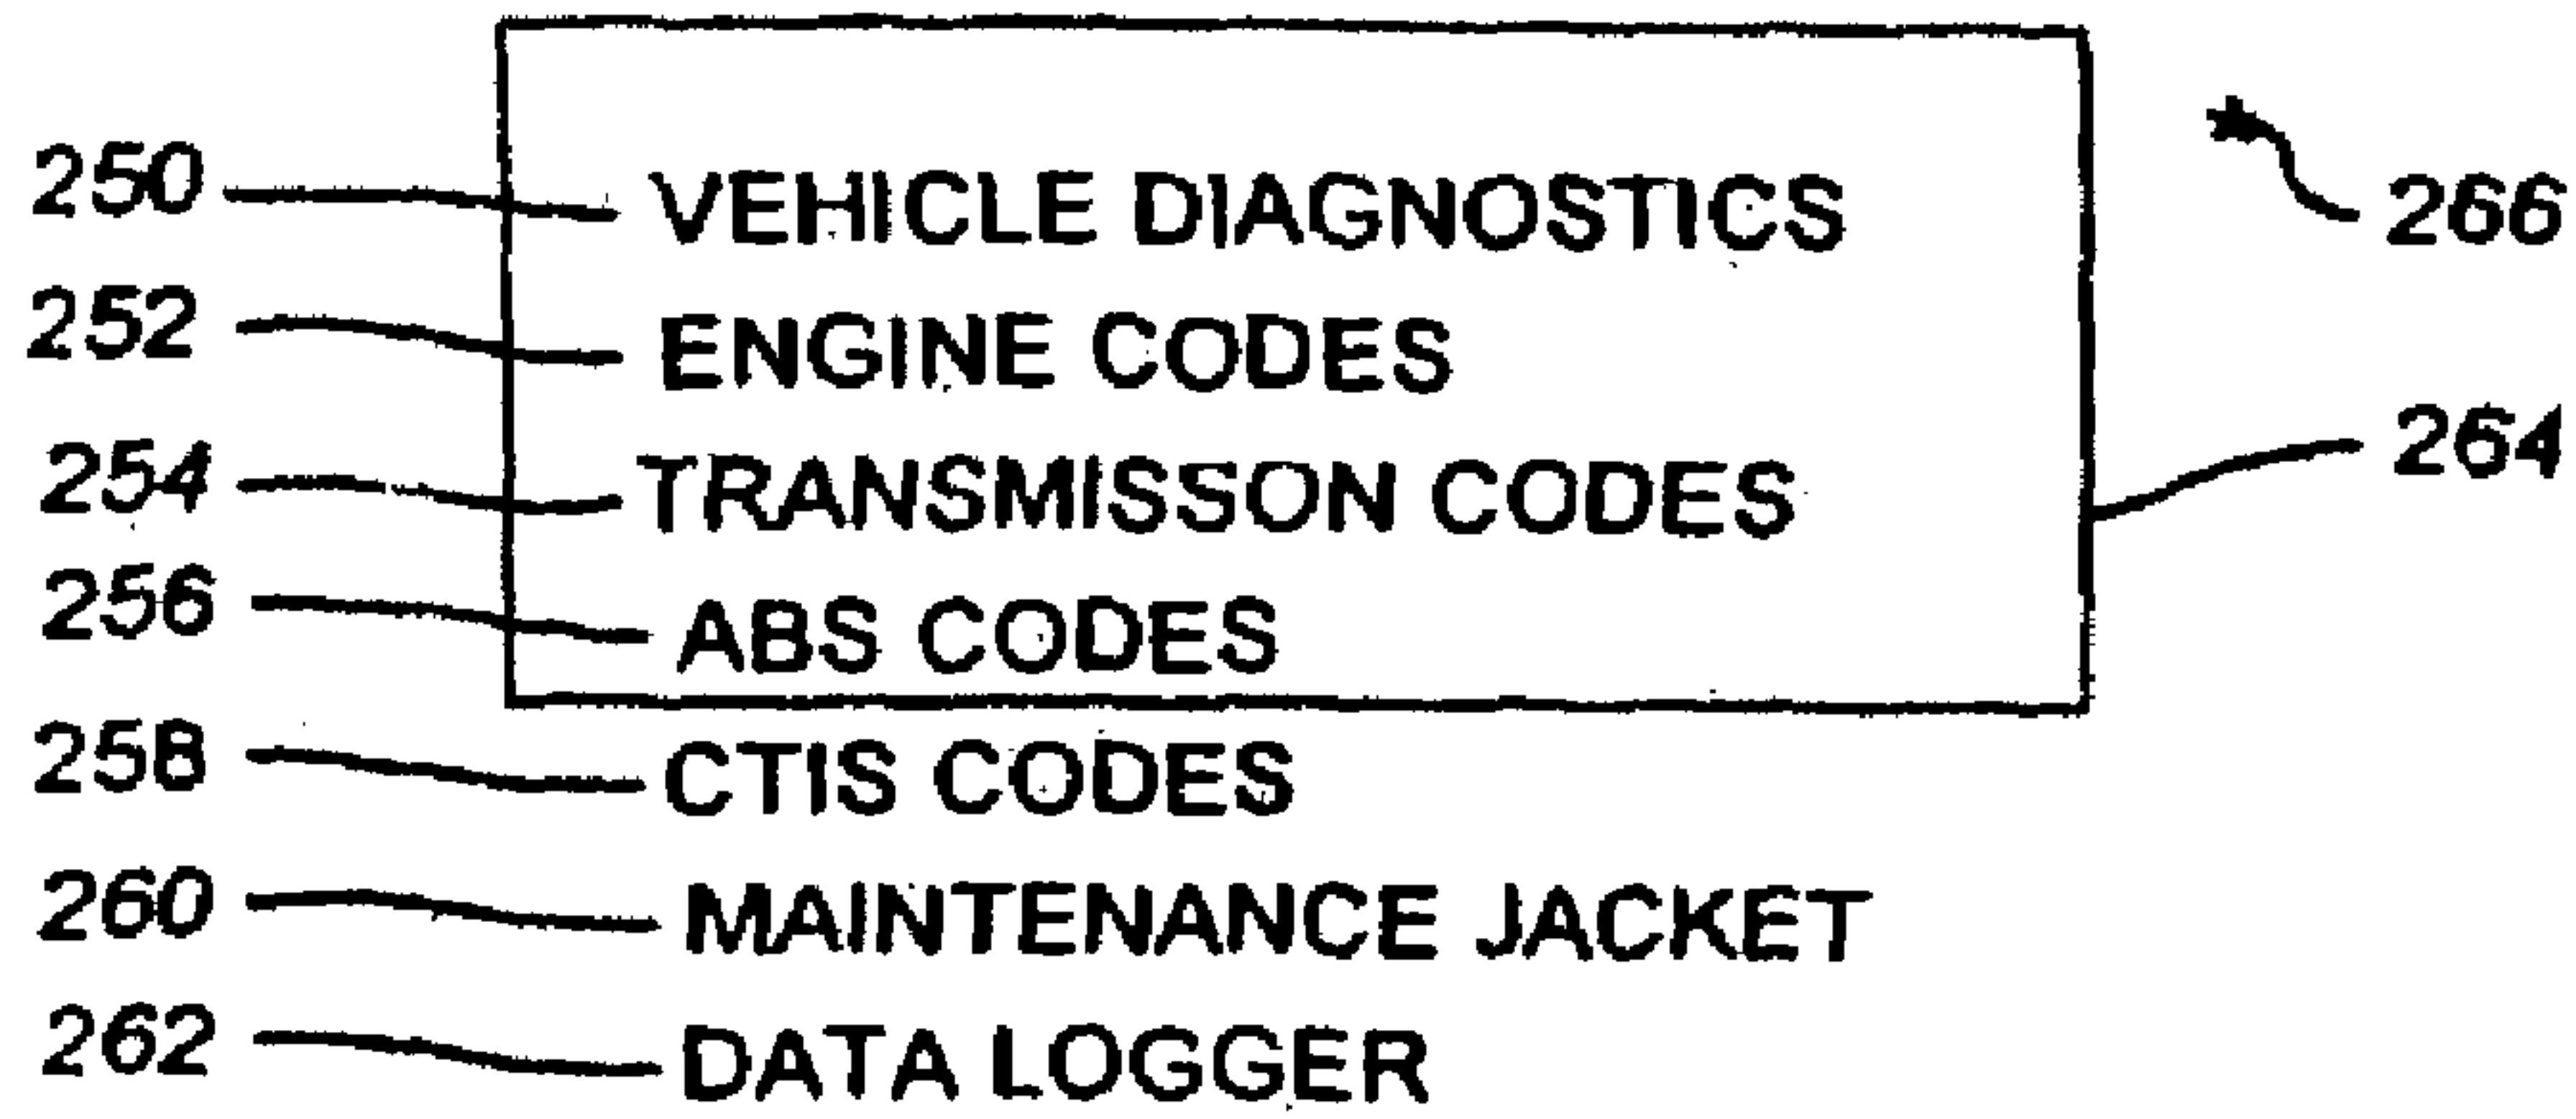 250 VEHICLE DIAGNOSTICS 266
252 ENGINE CODES
254 TRANSMISSON CODES 264
256 ABS CODES
258 CTIS CODES
260 MAINTENANCE JACKET
262 DATA LOGGER